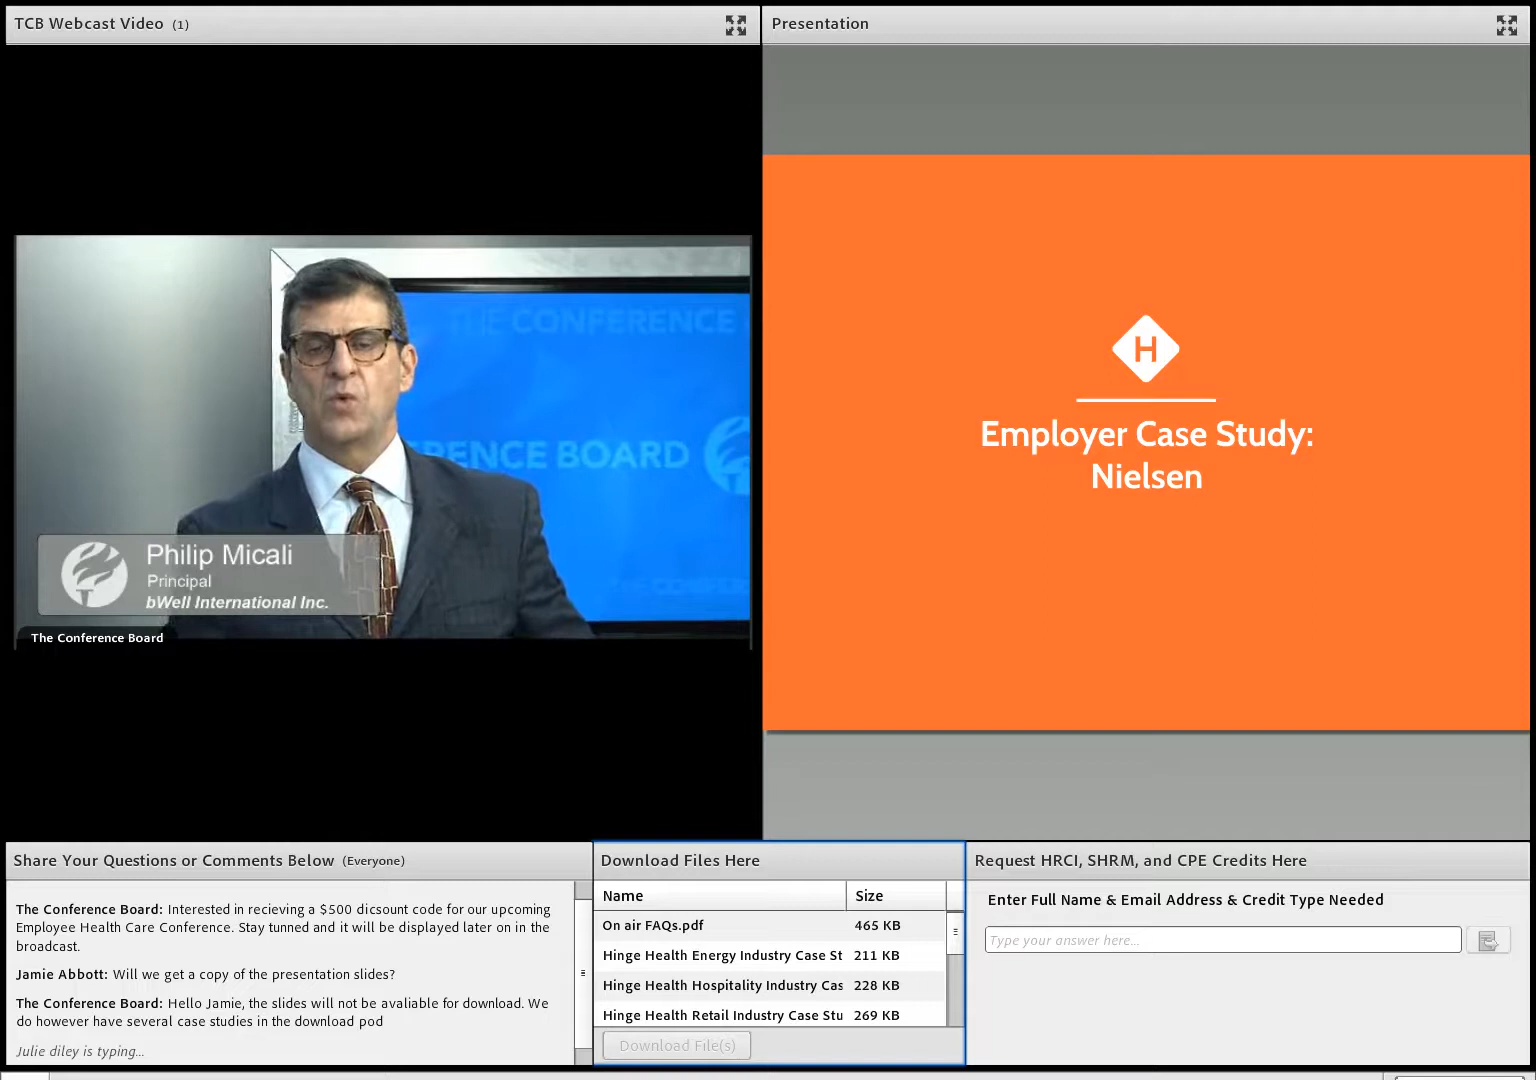 TCB Webcast Video (1)
Presentation
THE CONFERENCE
ERENCE BOARD
Philip Micali
Principal
bWell International Inc.
The Conference Board
H
Employer Case Study:
Nielsen
Share Your Questions or Comments Below (Everyone)
The Conference Board: Interested in recieving a $500 dicsount code for our upcoming
Employee Health Care Conference. Stay tunned and it will be displayed later on in the
broadcast.
Jamie Abbott: Will we get a copy of the presentation slides?
The Conference Board: Hello Jamie, the slides will not be avaliable for download. We
do however have several case studies in the download pod
Julie diley is typing...
Download Files Here
Name Size
On air FAQs.pdf 465 KB
Hinge Health Energy Industry Case St 211 KB
Hinge Health Hospitality Industry Cas 228 KB
Hinge Health Retail Industry Case Stu 269 KB
Download File(s)
Request HRCI, SHRM, and CPE Credits Here
Enter Full Name & Email Address & Credit Type Needed
Type your answer here...